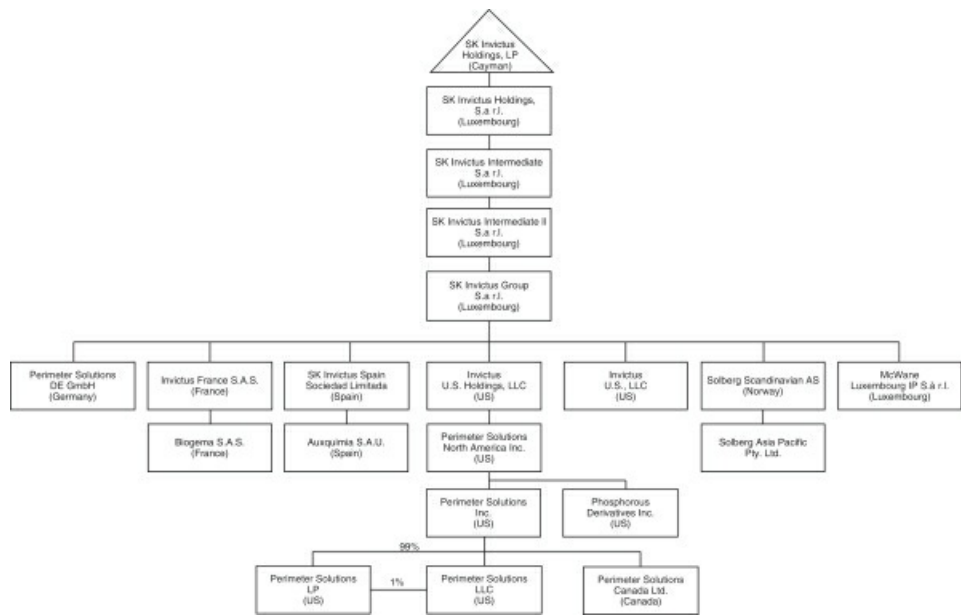 SK Invictus
Holdings, LP
(Cayman)
SK Invictus Holdings,
S.a r.l.
(Luxembourg)
SK Invictus Intermediate
S.a r.l.
(Luxembourg)
SK Invictus Intermediate II
S.a r.l.
(Luxembourg)
SK Invictus Group
S.a r.l.
(Luxembourg)
Perimeter Solutions
DE GmbH
(Germany)
Invictus France S.A.S.
(France)
SK Invictus Spain
Sociedad Limitada
(Spain)
Invictus
U.S. Holdings, LLC
(US)
Invictus
U.S., LLC
(US)
Solberg Scandinavian AS
(Norway)
McWane
Luxembourg IP S.à r.l.
(Luxembourg)
Biogema S.A.S.
(France)
Auxquimia S.A.U.
(Spain)
Perimeter Solutions
North America Inc.
(US)
Solberg Asia Pacific
Pty. Ltd.
Perimeter Solutions
Inc.
(US)
Phosphorous
Derivatives Inc.
(US)
99%
Perimeter Solutions
LP
(US)
1%
Perimeter Solutions
LLC
(US)
Perimeter Solutions
Canada Ltd.
(Canada)